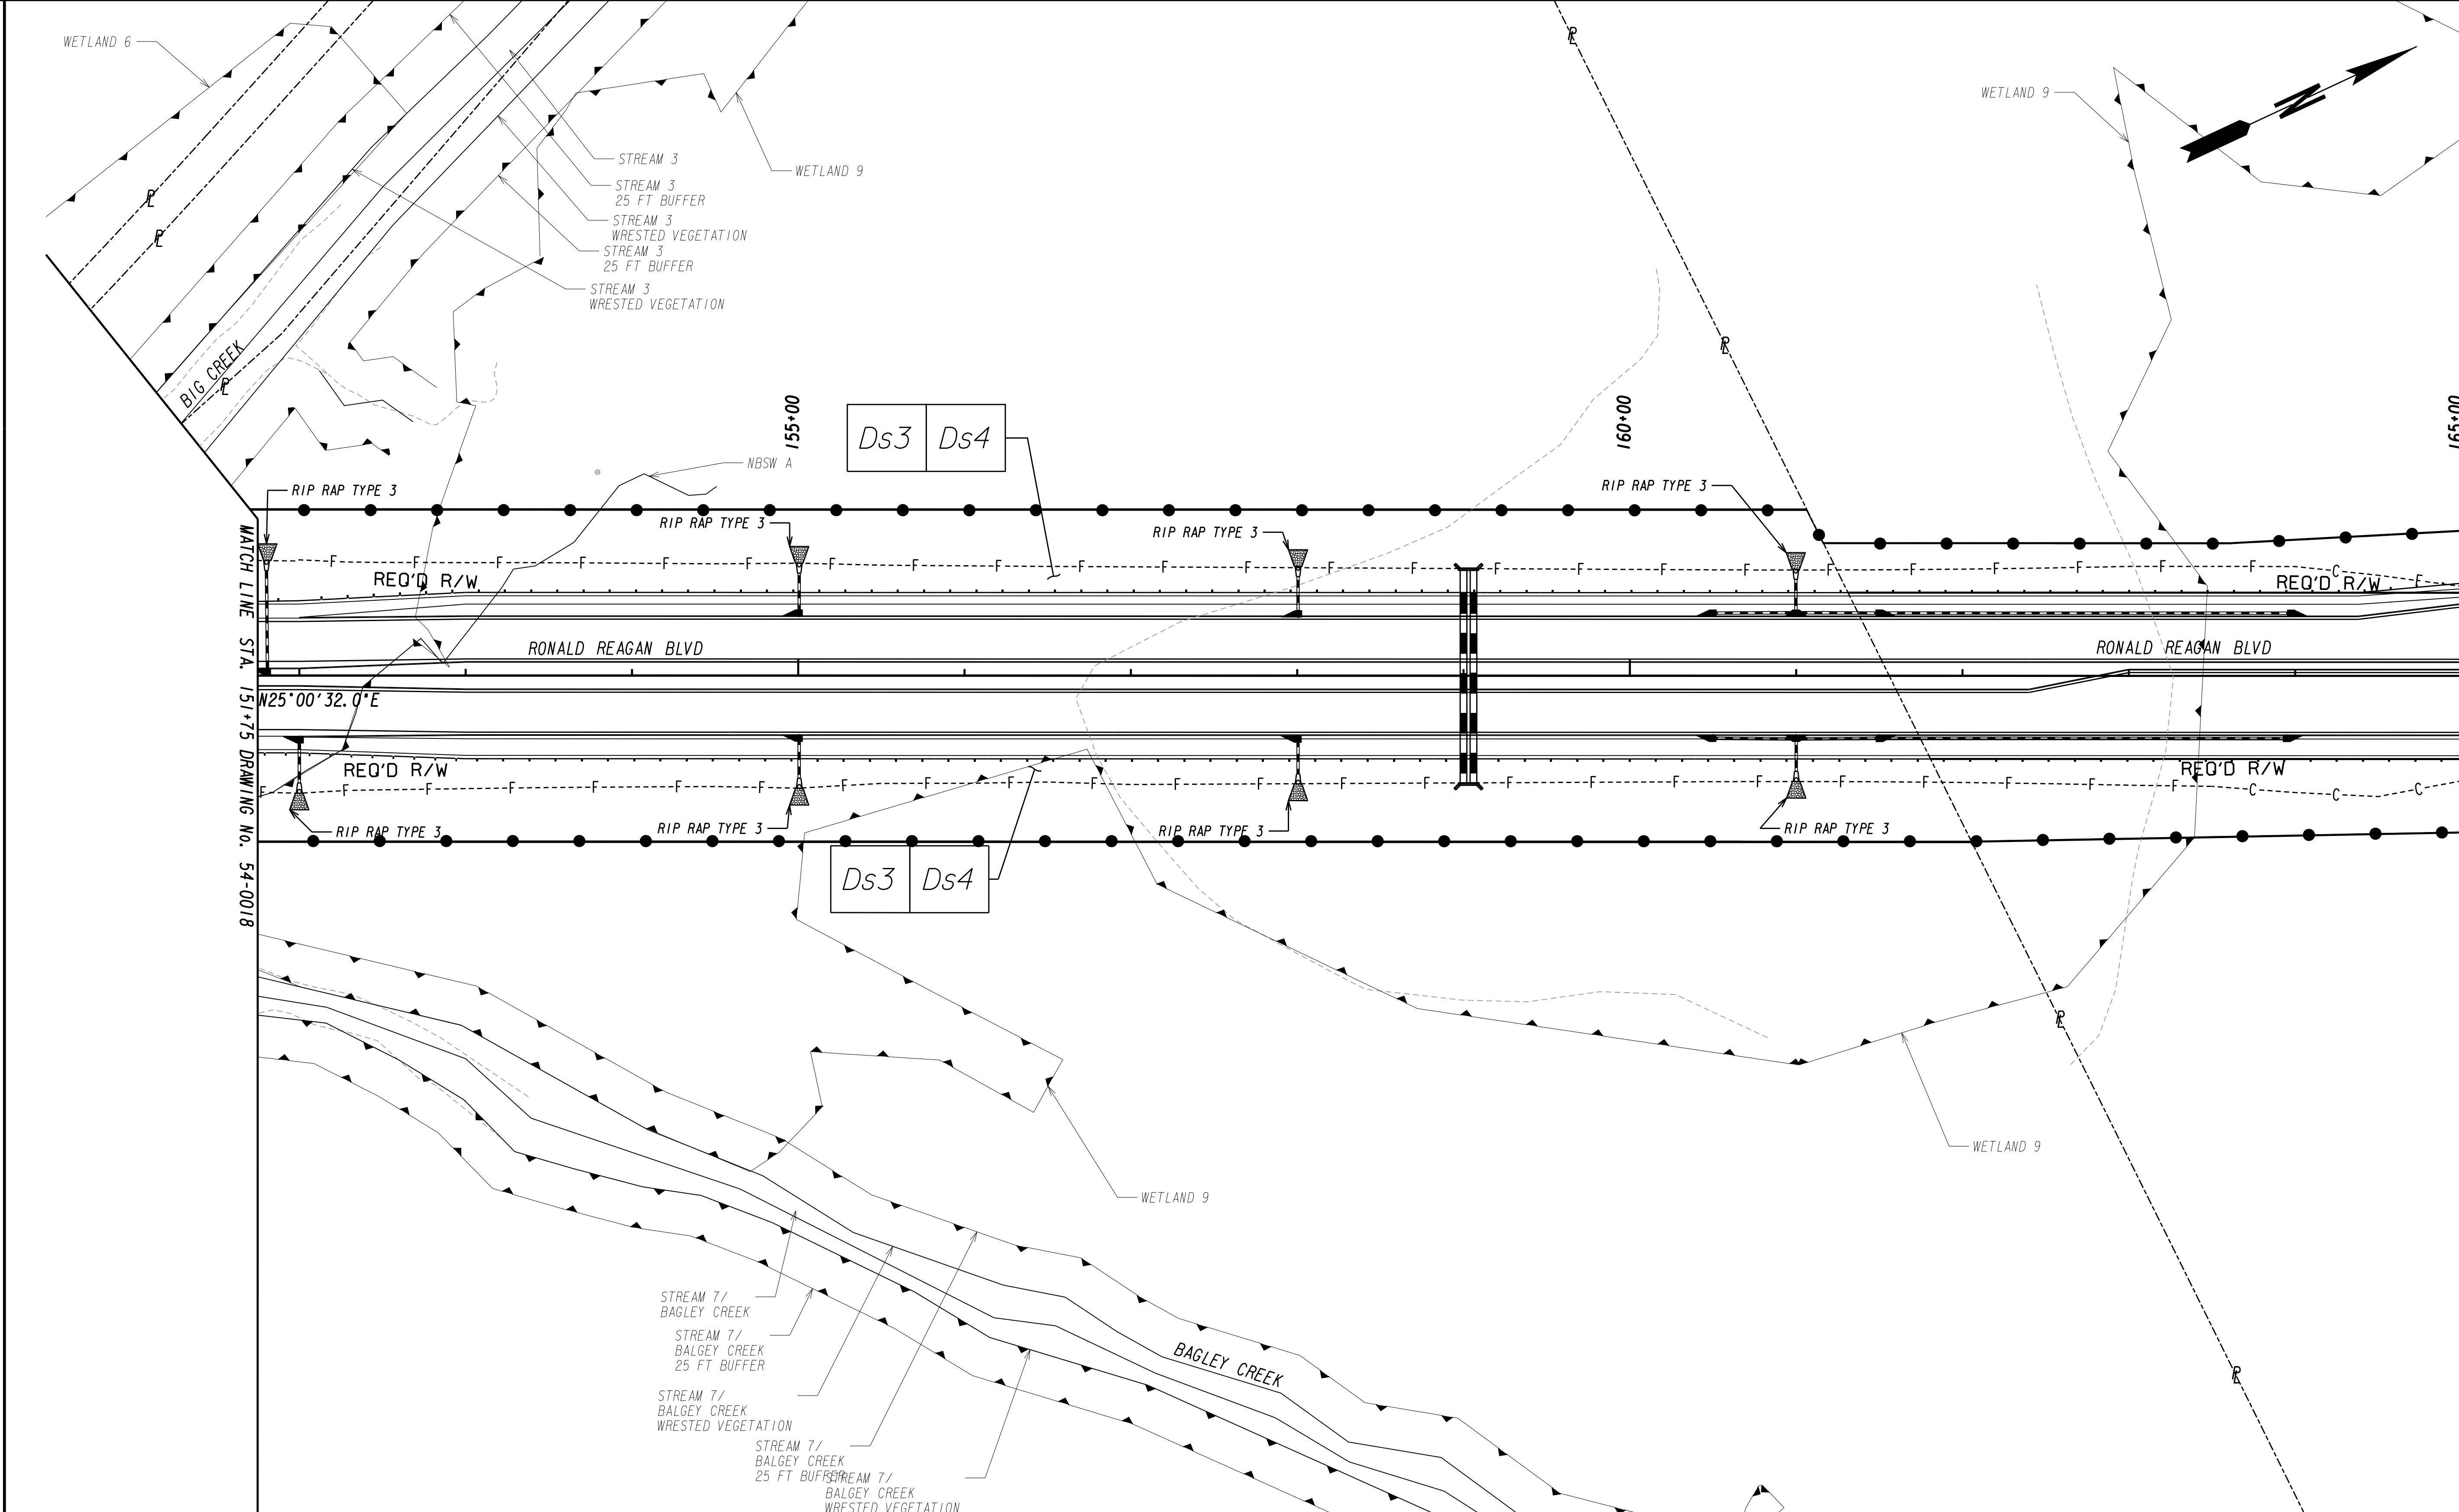 WETLAND 6
STREAM 3
STREAM 3
25 FT BUFFER
STREAM 3
WRESTED VEGETATION
STREAM 3
25 FT BUFFER
STREAM 3
WRESTED VEGETATION
WETLAND 9
WETLAND 9
N
BIG CREEK
155+00
160+00
165+00
Ds3 Ds4
NBSW A
RIP RAP TYPE 3
RIP RAP TYPE 3
RIP RAP TYPE 3
RIP RAP TYPE 3
REQ'D R/W
REQ'D R/W
RONALD REAGAN BLVD
RONALD REAGAN BLVD
N25°00'32.0"E
MATCH LINE STA. 151+75 DRAWING No. 54-0018
REQ'D R/W
REQ'D R/W
RIP RAP TYPE 3
RIP RAP TYPE 3
RIP RAP TYPE 3
RIP RAP TYPE 3
Ds3 Ds4
WETLAND 9
WETLAND 9
STREAM 7/
BAGLEY CREEK
STREAM 7/
BALGEY CREEK
25 FT BUFFER
STREAM 7/
BALGEY CREEK
WRESTED VEGETATION
STREAM 7/
BALGEY CREEK
25 FT BUFFER
STREAM 7/
BALGEY CREEK
WRESTED VEGETATION
BAGLEY CREEK